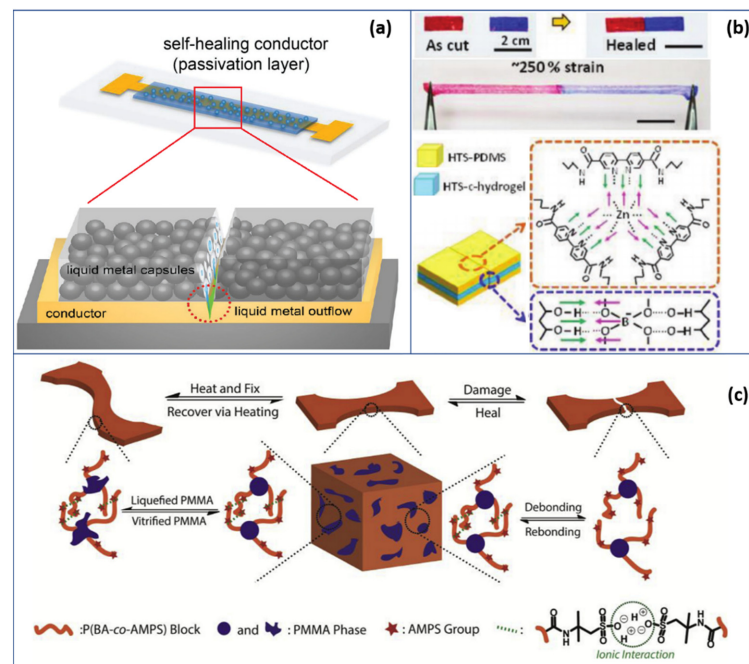 (a)
self-healing conductor
(passivation layer)
liquid metal capsules
conductor
liquid metal outflow
(b)
As cut
2 cm
Healed
~250 % strain
HTS-PDMS
HTS-c-hydrogel
Zn
(c)
Heat and Fix
Recover via Heating
Damage
Heal
Liquefied PMMA
Vitrified PMMA
Debonding
Rebonding
:P(BA-co-AMPS) Block
and
:PMMA Phase
:AMPS Group
:
Ionic Interaction